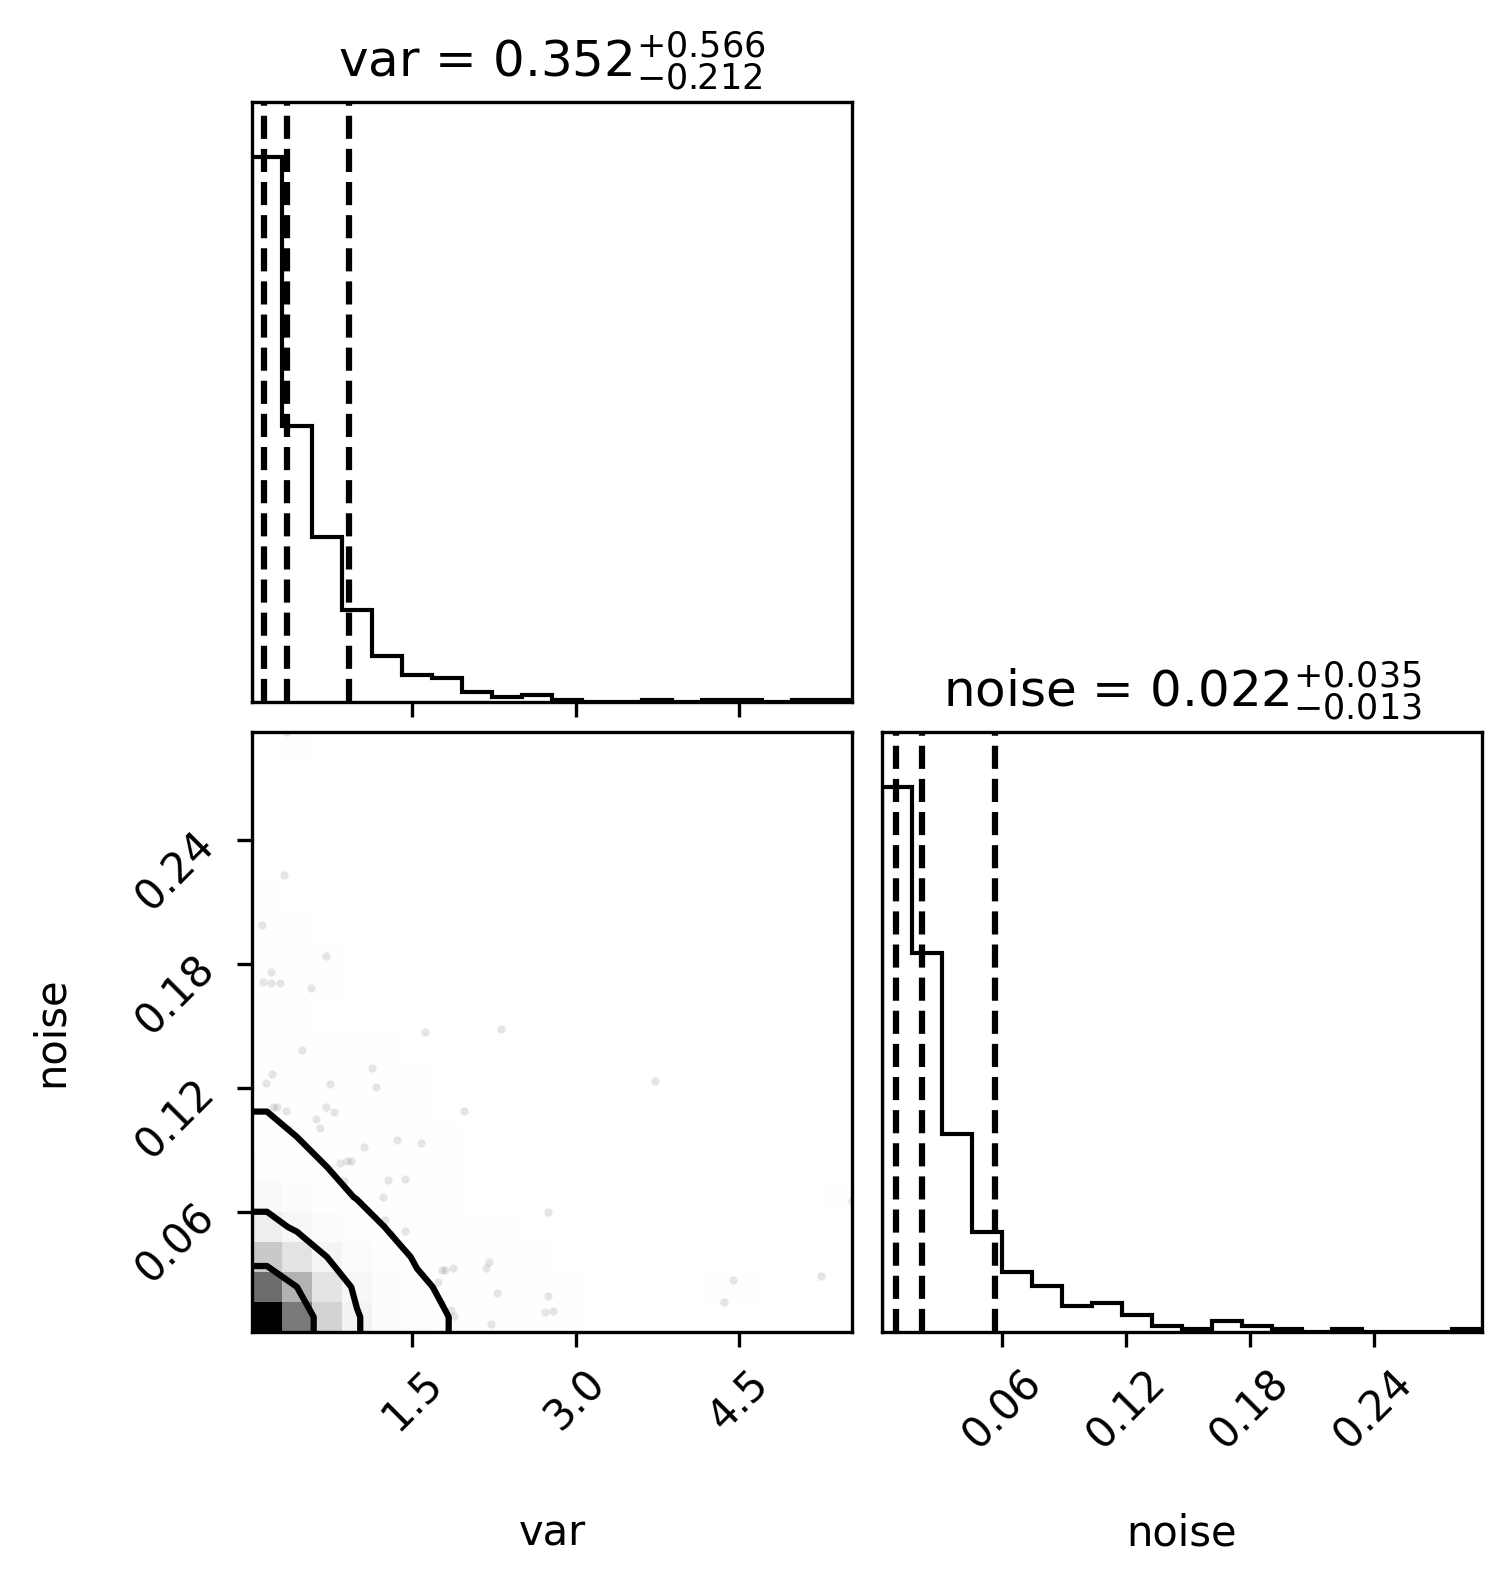 var = 0.352+0.566−0.212
noise = 0.022+0.035−0.013
0.24
0.18
0.12
0.06
noise
1.5 3.0 4.5
0.06 0.12 0.18 0.24
var
noise